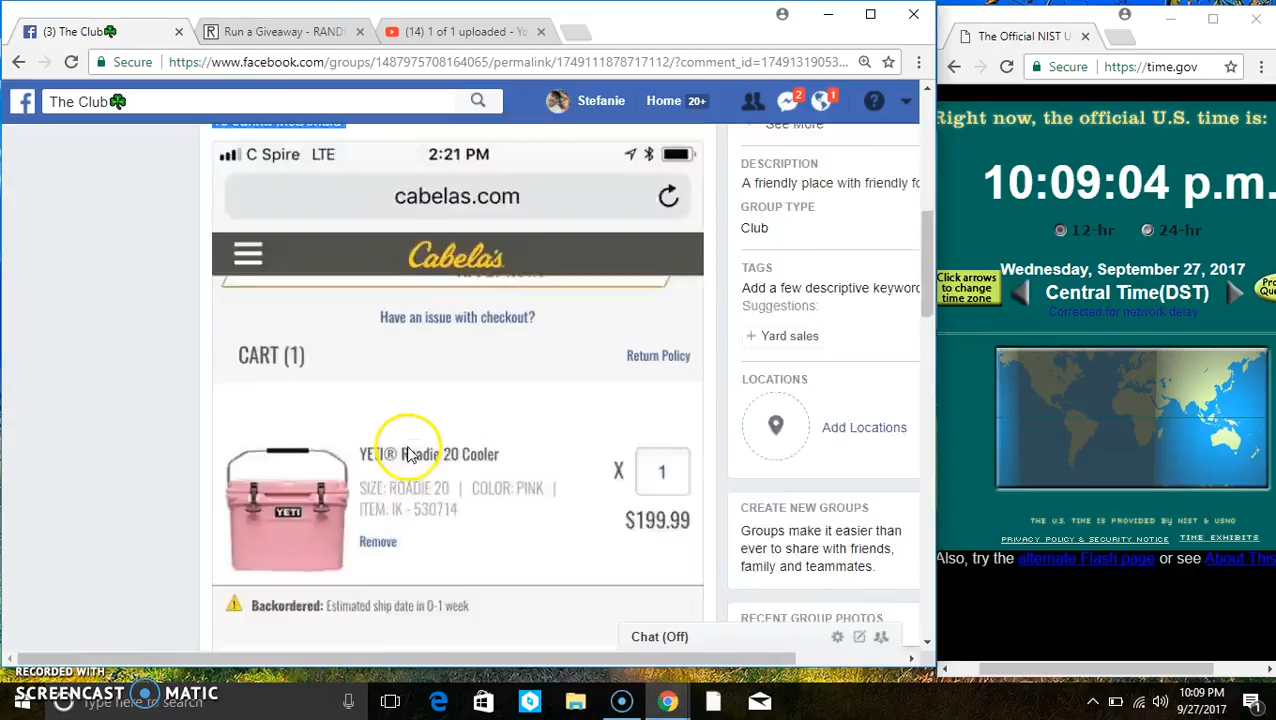 (3) The Club☘
Run a Giveaway - RAND
(14) 1 of 1 uploaded - Yo
Secure
https://www.facebook.com/groups/1487975708164065/permalink/1749111878717112/?comment_id=17491319053...
The Club☘
Stefanie
Home 20+
2
1
C Spire LTE
2:21 PM
cabelas.com
Cabela's
Have an issue with checkout?
CART (1)
Return Policy
YETI® Roadie 20 Cooler
SIZE: ROADIE 20 | COLOR: PINK |
ITEM: IK - 530714
Remove
X 1
$199.99
YETI
Backordered: Estimated ship date in 0-1 week
See More
DESCRIPTION
A friendly place with friendly fo
GROUP TYPE
Club
TAGS
Add a few descriptive keyword
Suggestions:
+ Yard sales
LOCATIONS
Add Locations
CREATE NEW GROUPS
Groups make it easier than
ever to share with friends,
family and teammates.
RECENT GROUP PHOTOS
Chat (Off)
The Official NIST U
Secure
https://time.gov
Right now, the official U.S. time is:
10:09:04 p.m.
12-hr
24-hr
Wednesday, September 27, 2017
Click arrows
to change
time zone
Central Time(DST)
Corrected for network delay
THE U.S. TIME IS PROVIDED BY NIST & USNO
PRIVACY POLICY & SECURITY NOTICE
TIME EXHIBITS
Also, try the alternate Flash page or see About This
RECORDED WITH
SCREENCAST MATIC
here to search
10:09 PM
9/27/2017
1